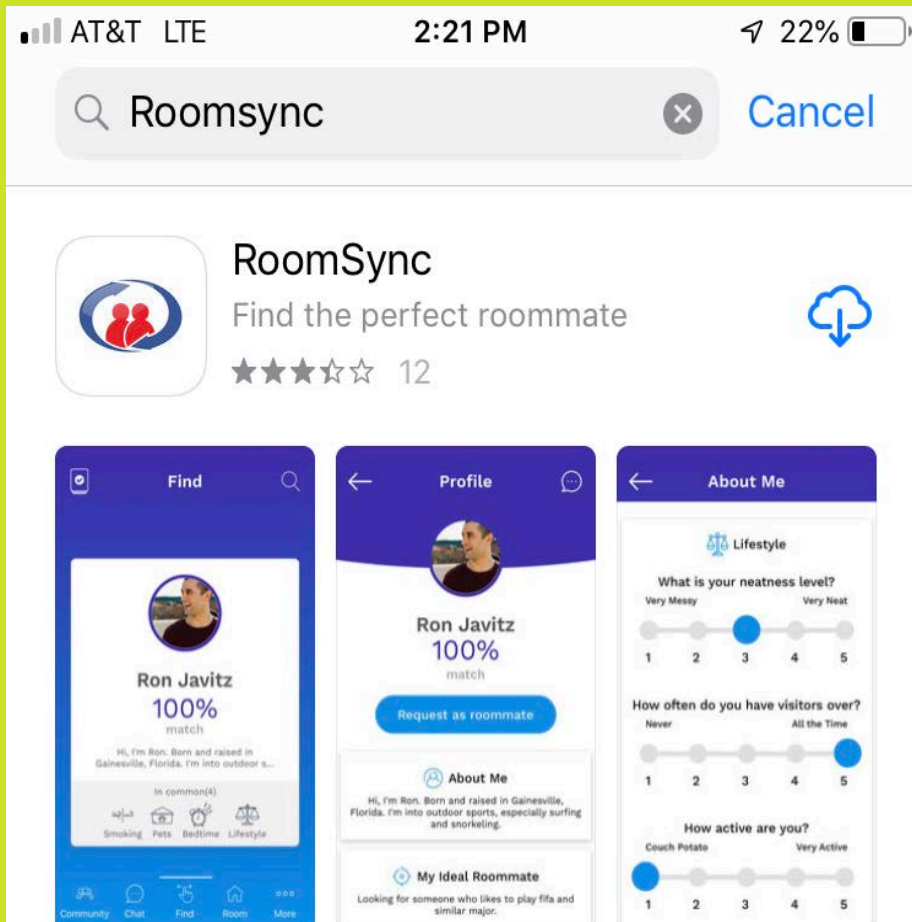 AT&T LTE 2:21 PM 22%
Roomsync Cancel
RoomSync
Find the perfect roommate
12
Find
Ron Javitz
100%
match
Hi, I'm Ron. Born and raised in
Gainesville, Florida. I'm into outdoor s...
In common(4)
Smoking Pets Bedtime Lifestyle
Community Chat Find Room More
Profile
Ron Javitz
100%
match
Request as roommate
About Me
Hi, I'm Ron. Born and raised in Gainesville,
Florida. I'm into outdoor sports, especially surfing
and snorkeling.
My Ideal Roommate
Looking for someone who likes to play fifa and
similar major.
About Me
Lifestyle
What is your neatness level?
Very Messy Very Neat
1 2 3 4 5
How often do you have visitors over?
Never All the Time
1 2 3 4 5
How active are you?
Couch Potato Very Active
1 2 3 4 5